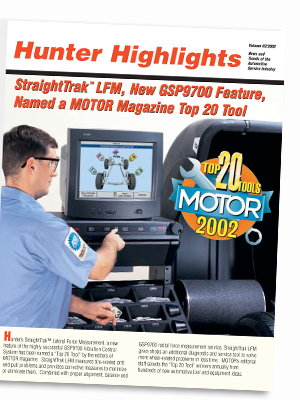 Hunter Highlights
Volume 02/2002
News and
Trends of the
Automotive
Service Industry
StraightTrak™ LFM, New GSP9700 Feature,
Named a MOTOR Magazine Top 20 Tool
TOP
20
TOOLS
MOTOR
2002
Hunter's StraightTrak™ Lateral Force Measurement, a new
feature of the highly successful GSP9700 Vibration Control
System has been named a "Top 20 Tool" by the editors of
MOTOR magazine. StraightTrak LFM measures tire-related drift
and pull problems and provides corrective measures to minimize
or eliminate them. Combined with proper alignment, balance and
GSP9700 radial force measurement service, StraightTrak LFM
gives shops an additional diagnostic and service tool to solve
more wheel-related problems in real time. MOTOR's editorial
staff selects the "Top 20 Tool" winners annually from
hundreds of new automotive tool and equipment ideas.